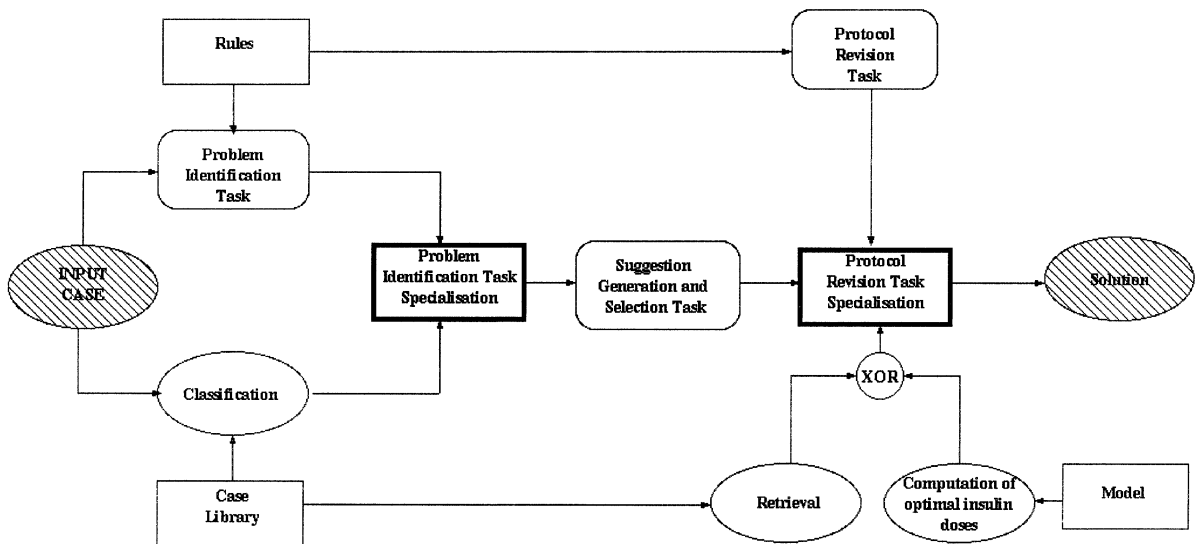 Rules
Protocol
Revision
Task
Problem
Identification
Task
INPUT
CASE
Problem
Identification Task
Specialisation
Suggestion
Generation and
Selection Task
Protocol
Revision Task
Specialisation
Solution
Classification
XOR
Case
Library
Retrieval
Computation of
optimal insulin
doses
Model